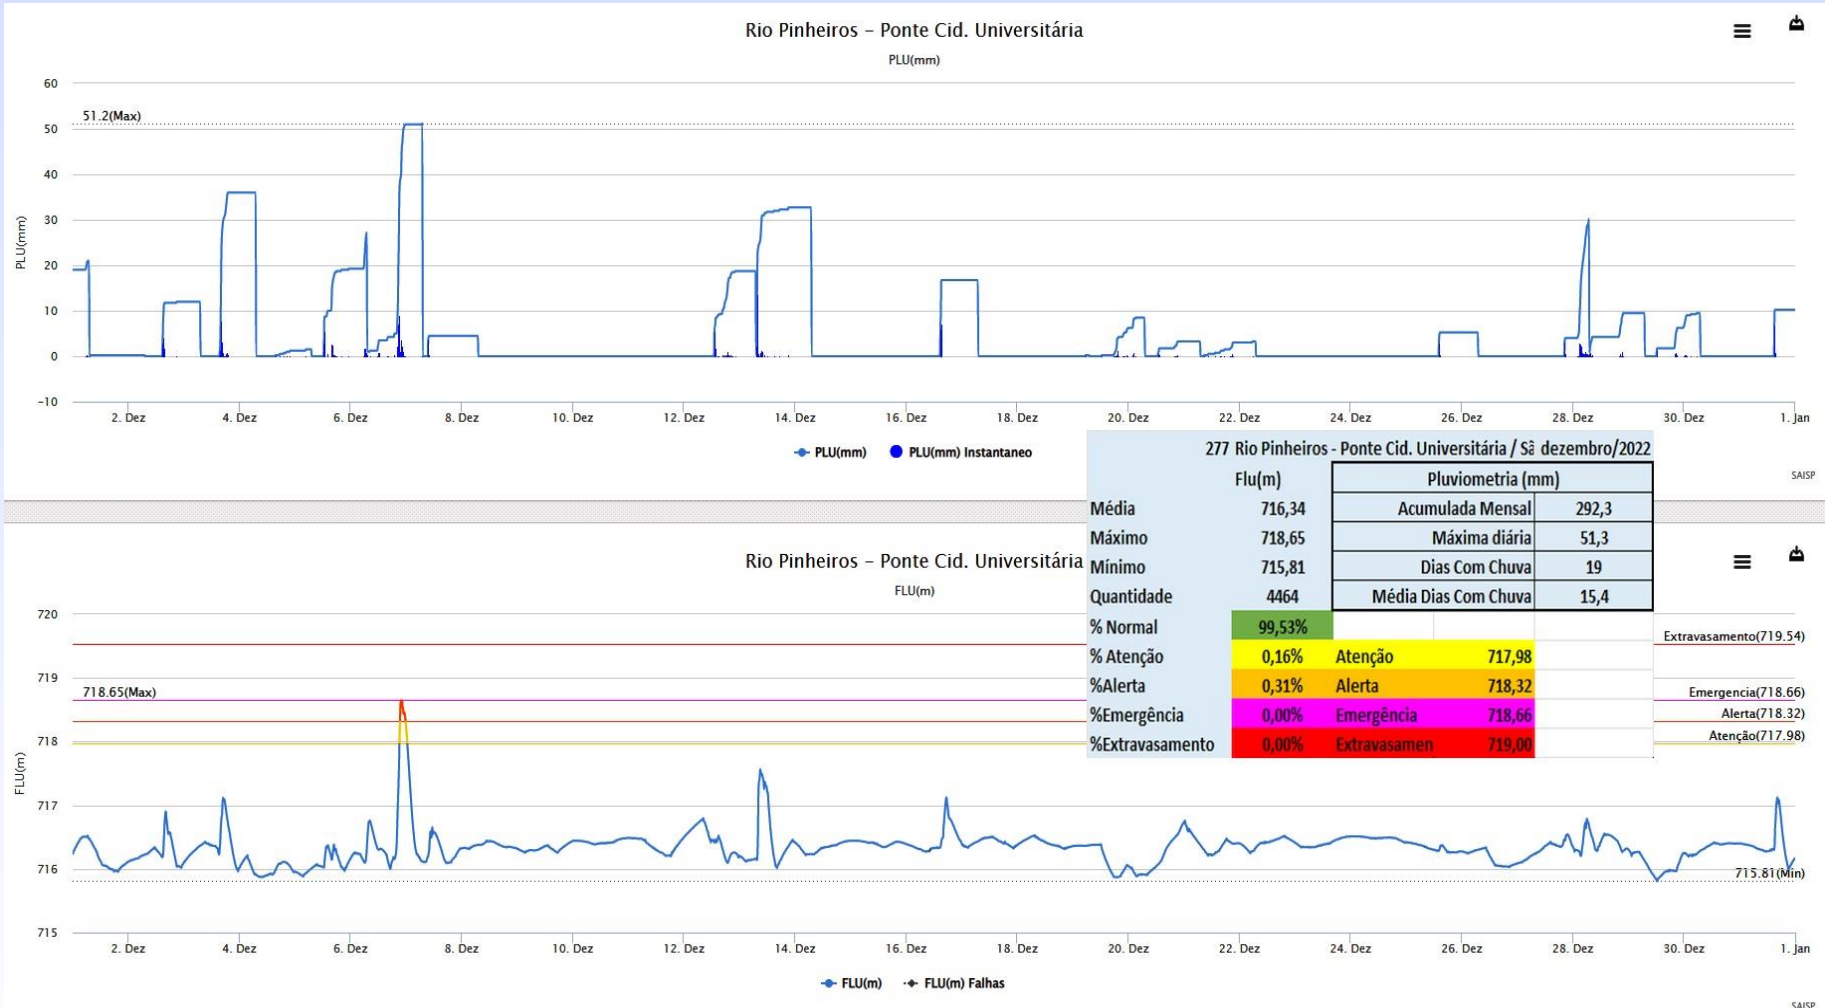 Rio Pinheiros - Ponte Cid. Universitária
PLU(mm)
60
51.2(Max)
50
40
30
20
10
0
-10
PLU(mm)
2. Dez 4. Dez 6. Dez 8. Dez 10. Dez 12. Dez 14. Dez 16. Dez 18. Dez 20. Dez 22. Dez 24. Dez 26. Dez 28. Dez 30. Dez 1. Jan
PLU(mm) PLU(mm) Instantaneo
SAISP
277 Rio Pinheiros - Ponte Cid. Universitária / Sã dezembro/2022
Flu(m) Pluviometria (mm)
Média 716,34 Acumulada Mensal 292,3
Máximo 718,65 Máxima diária 51,3
Mínimo 715,81 Dias Com Chuva 19
Quantidade 4464 Média Dias Com Chuva 15,4
% Normal 99,53%
% Atenção 0,16% Atenção 717,98
%Alerta 0,31% Alerta 718,32
%Emergência 0,00% Emergência 718,66
%Extravasamento 0,00% Extravasamen 719,00
Rio Pinheiros - Ponte Cid. Universitária
FLU(m)
720
Extravasamento(719.54)
719
718.65(Max)
Emergencia(718.66)
Alerta(718.32)
Atenção(717.98)
718
717
716
715.81(Min)
715
FLU(m)
2. Dez 4. Dez 6. Dez 8. Dez 10. Dez 12. Dez 14. Dez 16. Dez 18. Dez 20. Dez 22. Dez 24. Dez 26. Dez 28. Dez 30. Dez 1. Jan
FLU(m) FLU(m) Falhas
SAISP